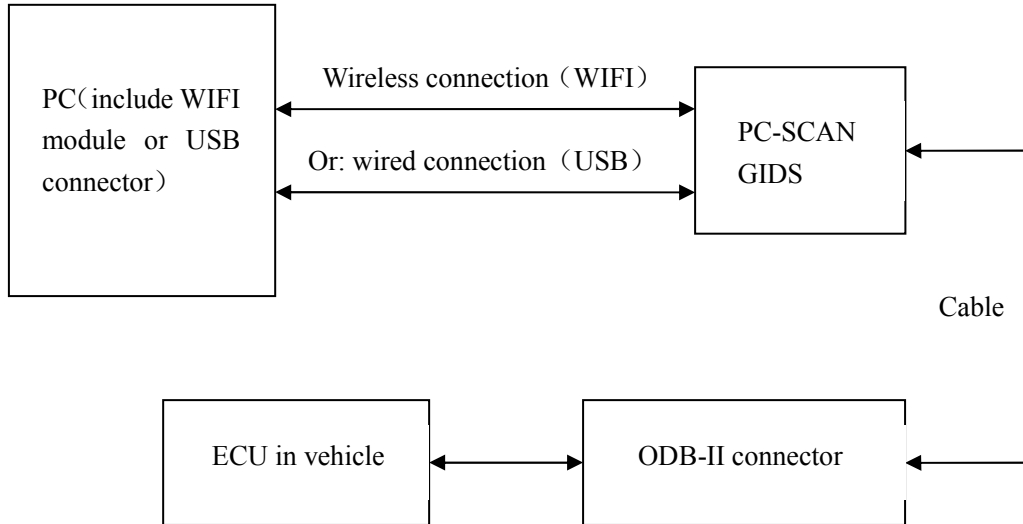 PC（include WIFI
module or USB
connector）
Wireless connection（WIFI）
Or: wired connection（USB）
PC-SCAN
GIDS
Cable
ECU in vehicle
ODB-II connector